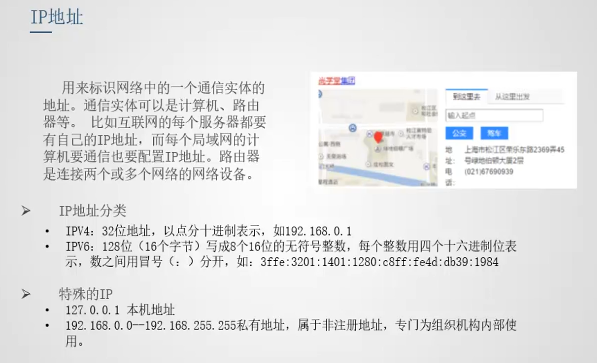 IP地址
用来标识网络中的一个通信实体的
地址。通信实体可以是计算机、路由
器等。 比如互联网的每个服务器都要
有自己的IP地址，而每个局域网的计
算机要通信也要配置IP地址。路由器
是连接两个或多个网络的网络设备。
尚学堂集团
到这里去 从这里出发
输入起点
公交 驾车
地 上海市松江区荣乐东路2369弄45
址： 号绿地伯顿大厦2层
电 (021)67690939
话：
➢ IP地址分类
• IPV4：32位地址，以点分十进制表示，如192.168.0.1
• IPV6：128位（16个字节）写成8个16位的无符号整数，每个整数用四个十六进制位表
示，数之间用冒号（：）分开，如：3ffe:3201:1401:1280:c8ff:fe4d:db39:1984
➢ 特殊的IP
• 127.0.0.1 本机地址
• 192.168.0.0--192.168.255.255私有地址，属于非注册地址，专门为组织机构内部使
用。